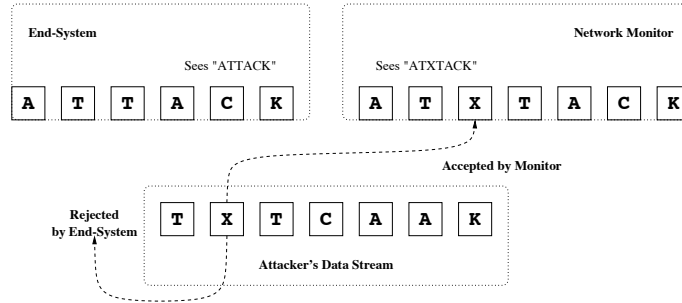 End-System
Sees "ATTACK"
A T T A C K
Network Monitor
Sees "ATXTACK"
A T X T A C K
Accepted by Monitor
Rejected
by End-System
T X T C A A K
Attacker's Data Stream